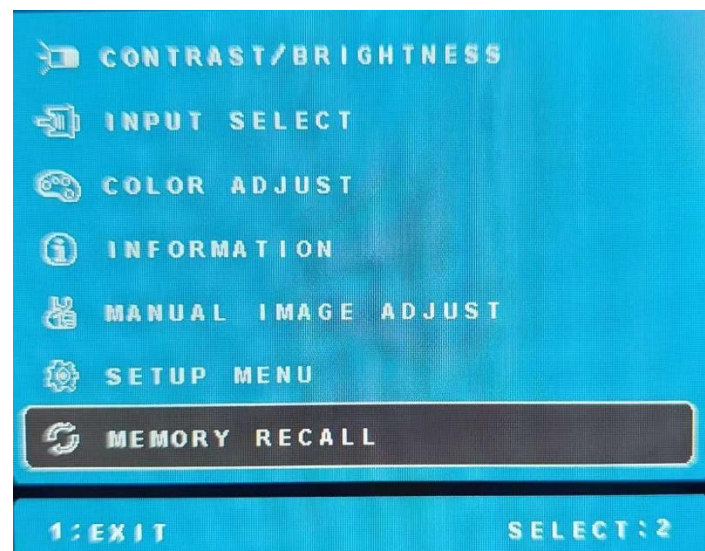 CONTRAST/BRIGHTNESS
INPUT SELECT
COLOR ADJUST
INFORMATION
MANUAL IMAGE ADJUST
SETUP MENU
MEMORY RECALL
1:EXIT SELECT:2